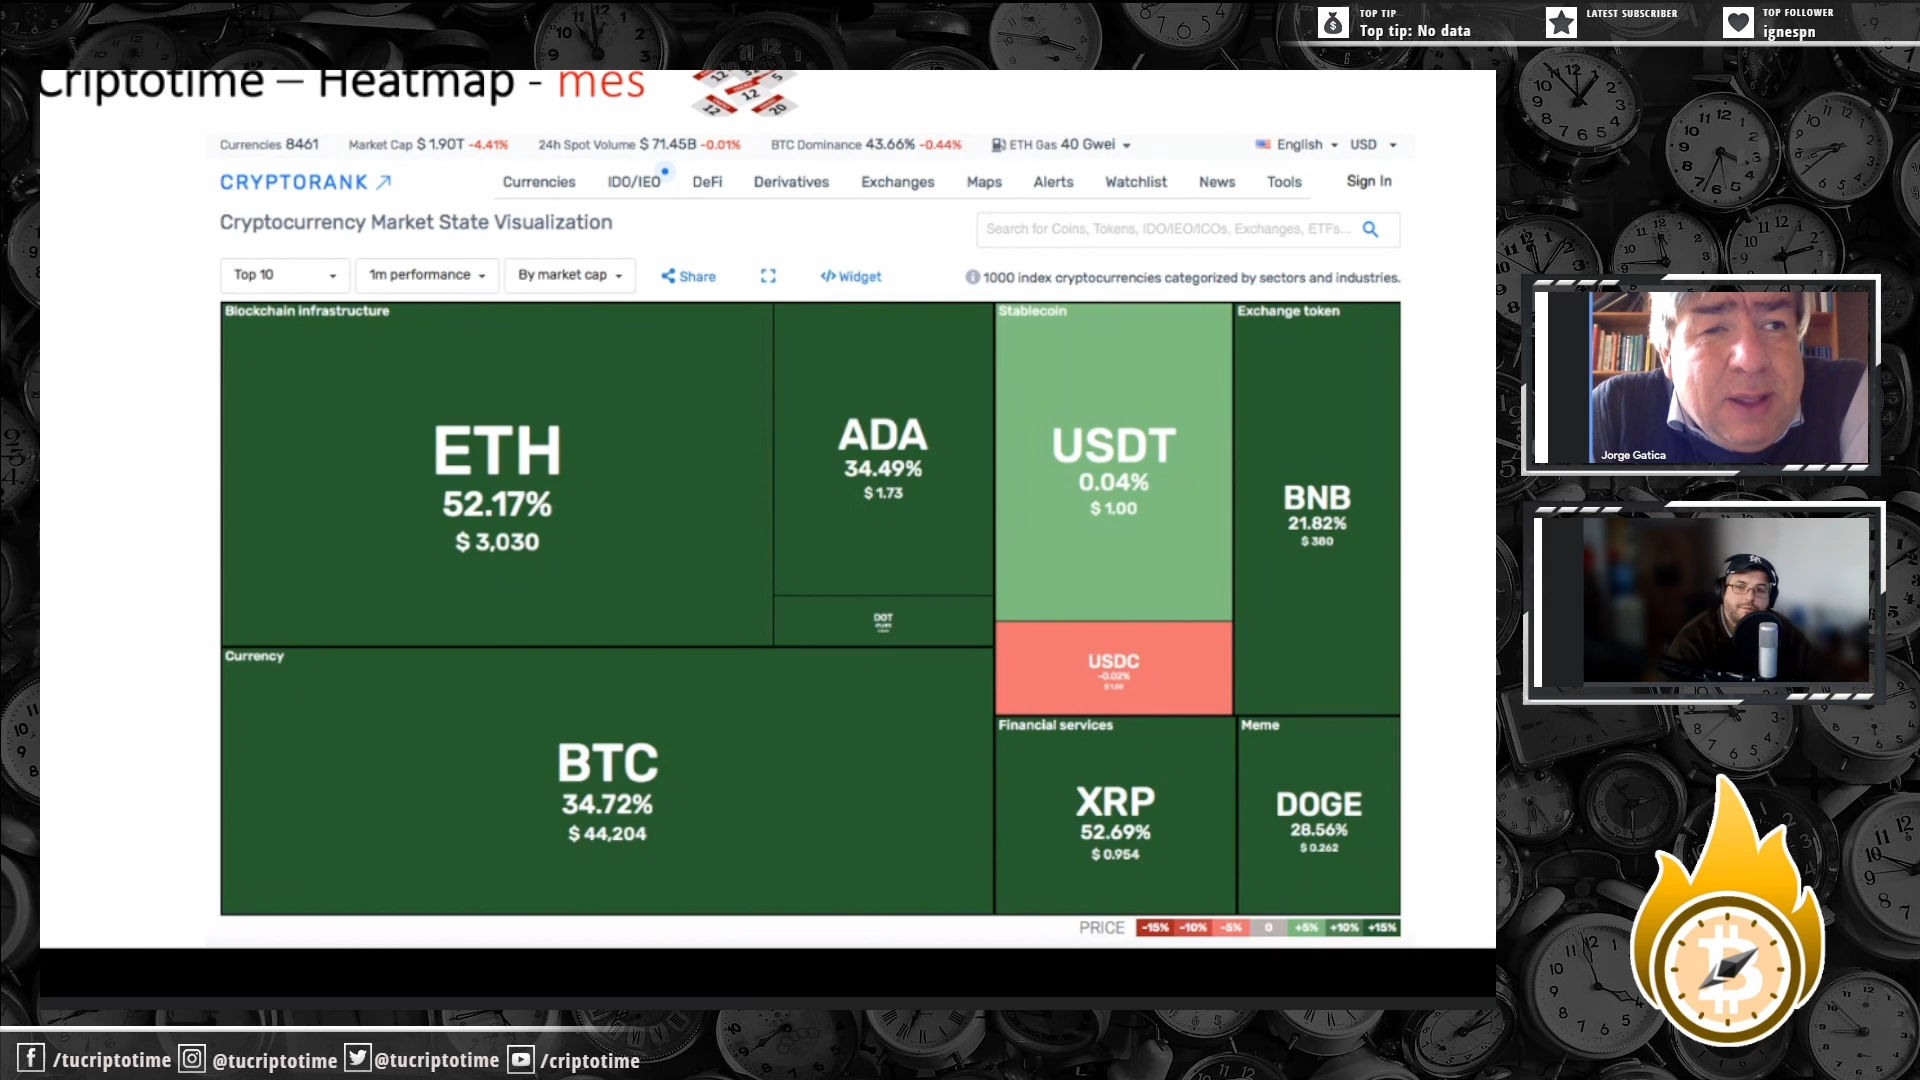 TOP TIP
Top tip: No data
LATEST SUBSCRIBER
TOP FOLLOWER
ignespn
Criptotime – Heatmap - mes
Currencies 8461 Market Cap $ 1.90T -4.41% 24h Spot Volume $ 71.45B -0.01% BTC Dominance 43.66% -0.44% ETH Gas 40 Gwei English USD
CRYPTORANK
Currencies IDO/IEO DeFi Derivatives Exchanges Maps Alerts Watchlist News Tools Sign In
Cryptocurrency Market State Visualization
Search for Coins, Tokens, IDO/IEO/ICOs, Exchanges, ETFs...
Top 10 1m performance By market cap Share </> Widget 1000 index cryptocurrencies categorized by sectors and industries.
Blockchain infrastructure
ETH
52.17%
$ 3,030
ADA
34.49%
$ 1.73
DOT
Stablecoin
USDT
0.04%
$ 1.00
USDC
-0.02%
$ 1.00
Exchange token
BNB
21.82%
$ 380
Currency
BTC
34.72%
$ 44,204
Financial services
XRP
52.69%
$ 0.954
Meme
DOGE
28.56%
$ 0.262
PRICE -15% -10% -5% 0 +5% +10% +15%
Jorge Gatica
/tucriptotime @tucriptotime @tucriptotime /criptotime